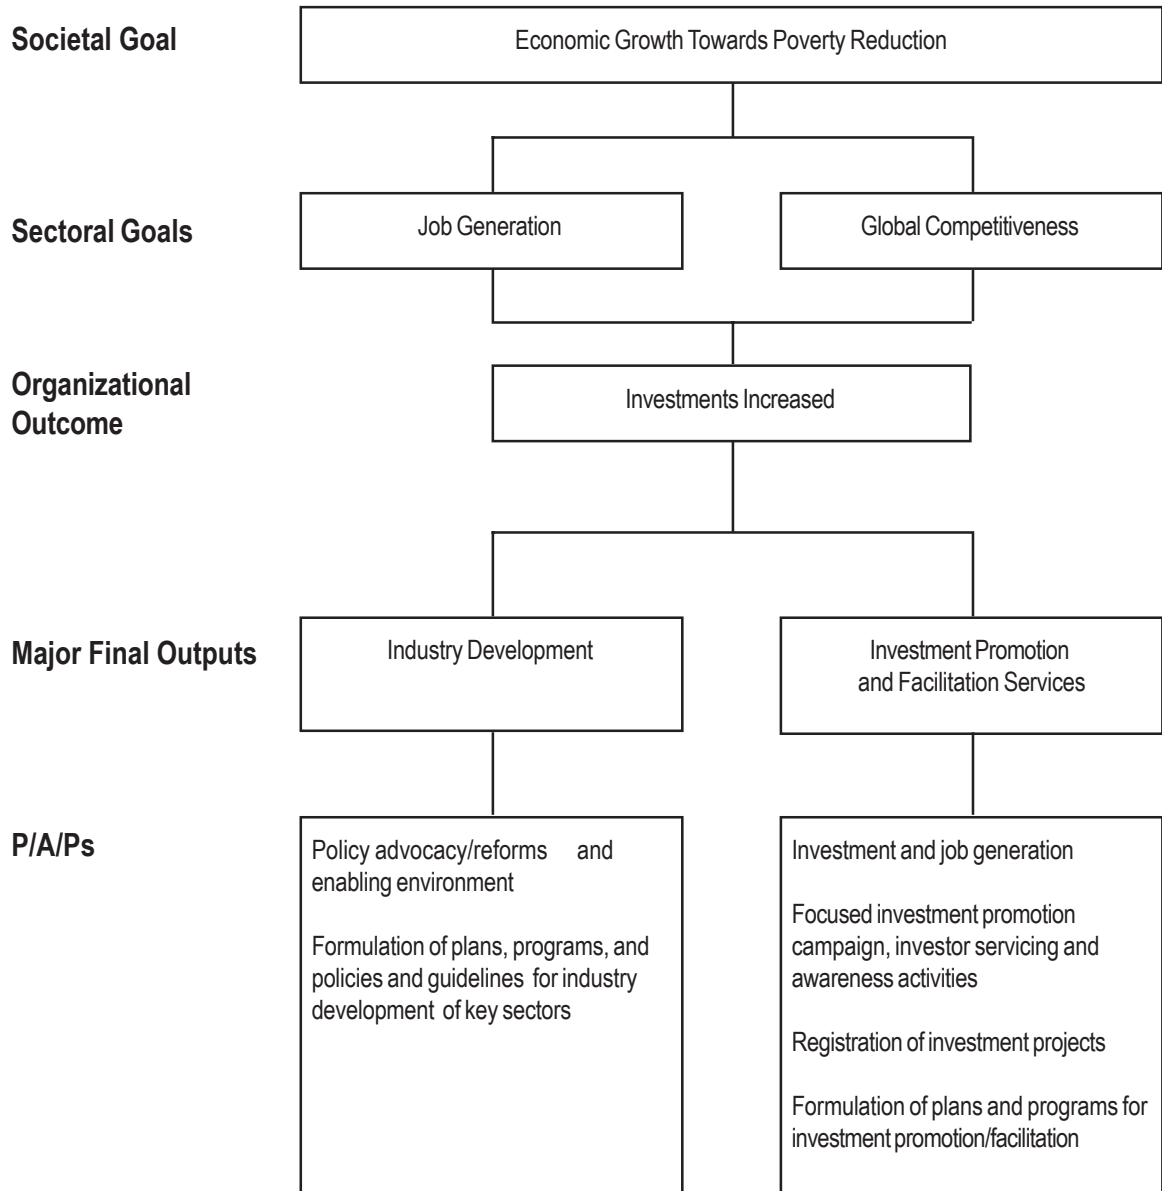 Societal Goal
Economic Growth Towards Poverty Reduction
Sectoral Goals
Job Generation
Global Competitiveness
Organizational
Outcome
Investments Increased
Major Final Outputs
Industry Development
Investment Promotion
and Facilitation Services
P/A/Ps
Policy advocacy/reforms and
enabling environment
Formulation of plans, programs, and
policies and guidelines for industry
development of key sectors
Investment and job generation
Focused investment promotion
campaign, investor servicing and
awareness activities
Registration of investment projects
Formulation of plans and programs for
investment promotion/facilitation